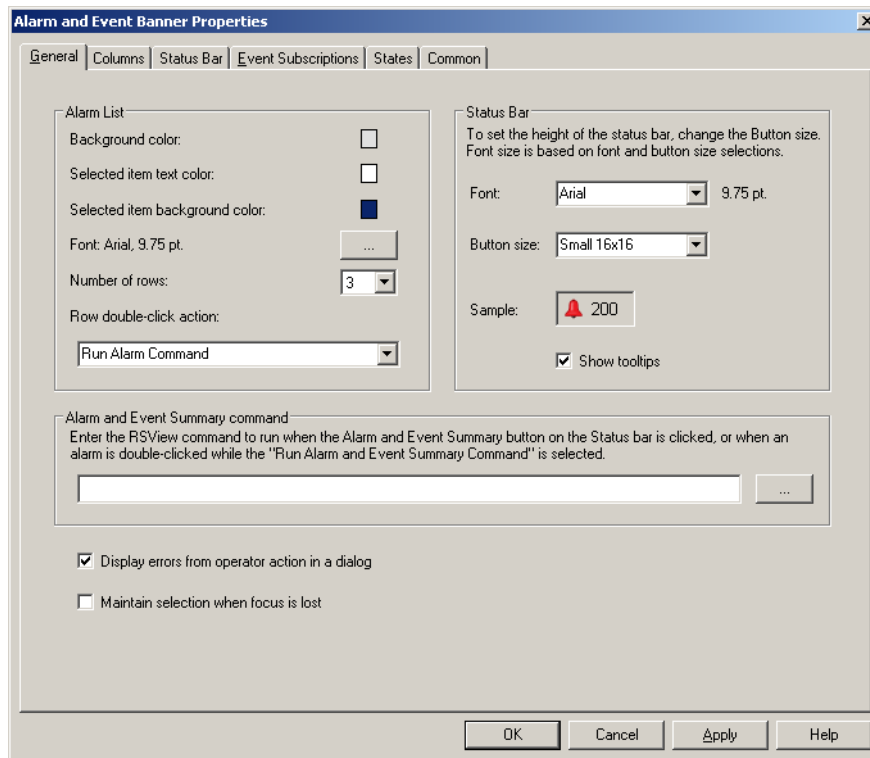 Alarm and Event Banner Properties
General
Columns
Status Bar
Event Subscriptions
States
Common
Alarm List
Background color:
Selected item text color:
Selected item background color:
Font: Arial, 9.75 pt.
...
Number of rows:
3
Row double-click action:
Run Alarm Command
Status Bar
To set the height of the status bar, change the Button size.
Font size is based on font and button size selections.
Font:
Arial
9.75 pt.
Button size:
Small 16x16
Sample:
200
Show tooltips
Alarm and Event Summary command
Enter the RSView command to run when the Alarm and Event Summary button on the Status bar is clicked, or when an
alarm is double-clicked while the "Run Alarm and Event Summary Command" is selected.
...
Display errors from operator action in a dialog
Maintain selection when focus is lost
OK
Cancel
Apply
Help